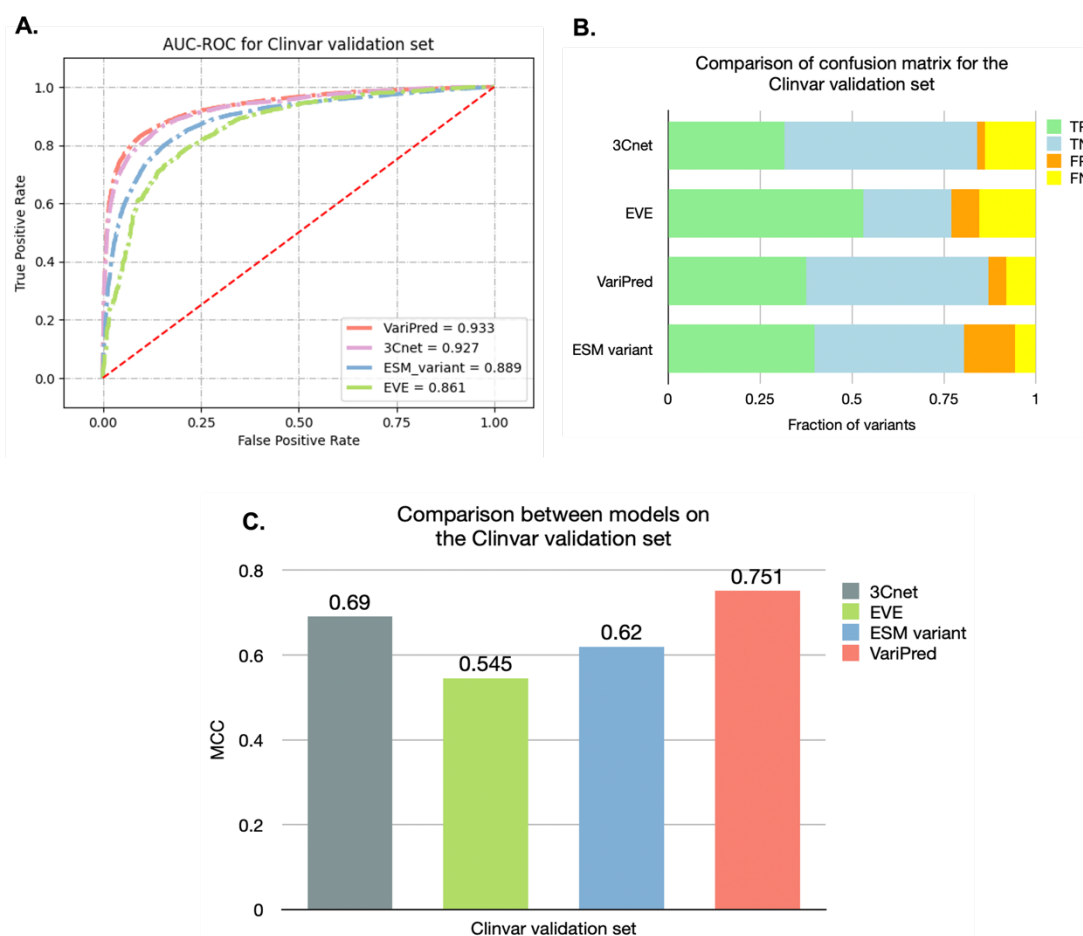 A.
AUC-ROC for Clinvar validation set
True Positive Rate
1.0
0.8
0.6
0.4
0.2
0.0
0.00
0.25
0.50
0.75
1.00
False Positive Rate
VariPred = 0.933
3Cnet = 0.927
ESM_variant = 0.889
EVE = 0.861
B.
Comparison of confusion matrix for the
Clinvar validation set
3Cnet
EVE
VariPred
ESM variant
0
0.25
0.5
0.75
1
Fraction of variants
C.
Comparison between models on
the Clinvar validation set
MCC
0.8
0.6
0.4
0.2
0
0.69
0.545
0.62
0.751
Clinvar validation set
3Cnet
EVE
ESM variant
VariPred